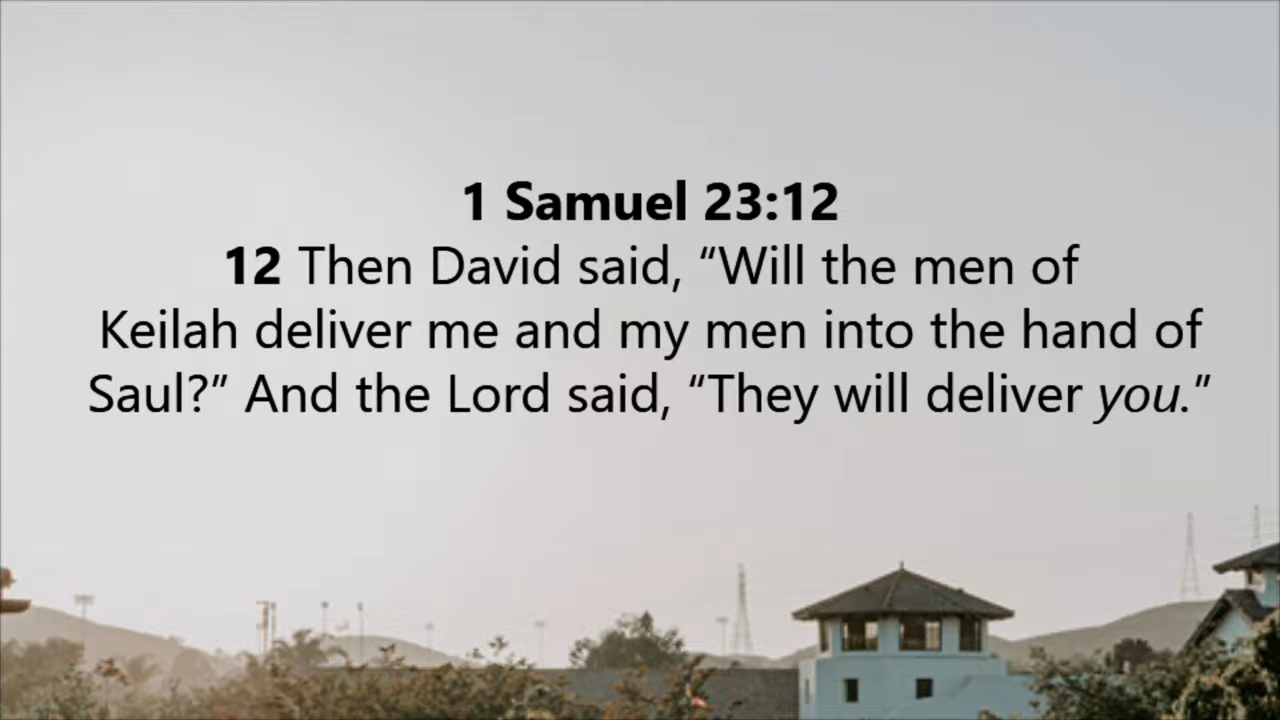 1 Samuel 23:12
12 Then David said, “Will the men of
Keilah deliver me and my men into the hand of
Saul?” And the Lord said, “They will deliver you.”